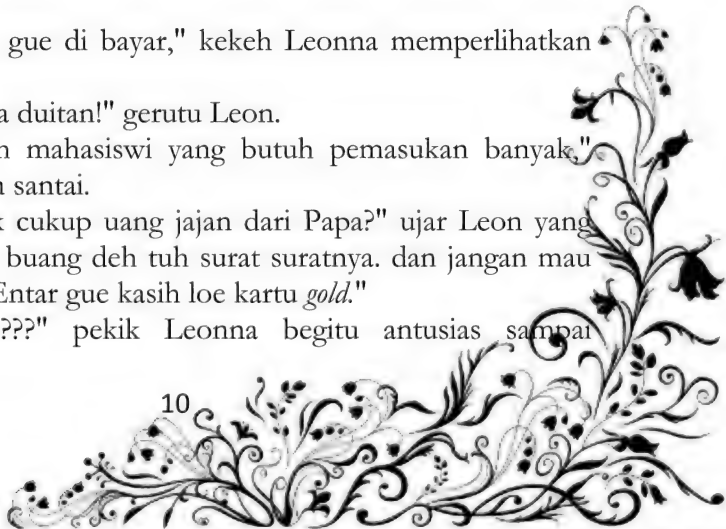 gue di bayar," kekeh Leonna memperlihatkan
duitan!" gerutu Leon.
mahasiswi yang butuh pemasukan banyak,"
santai.
cukup uang jajan dari Papa?" ujar Leon yang
buang deh tuh surat suratnya. dan jangan mau
Entar gue kasih loe kartu gold."
???" pekik Leonna begitu antusias sampai
10